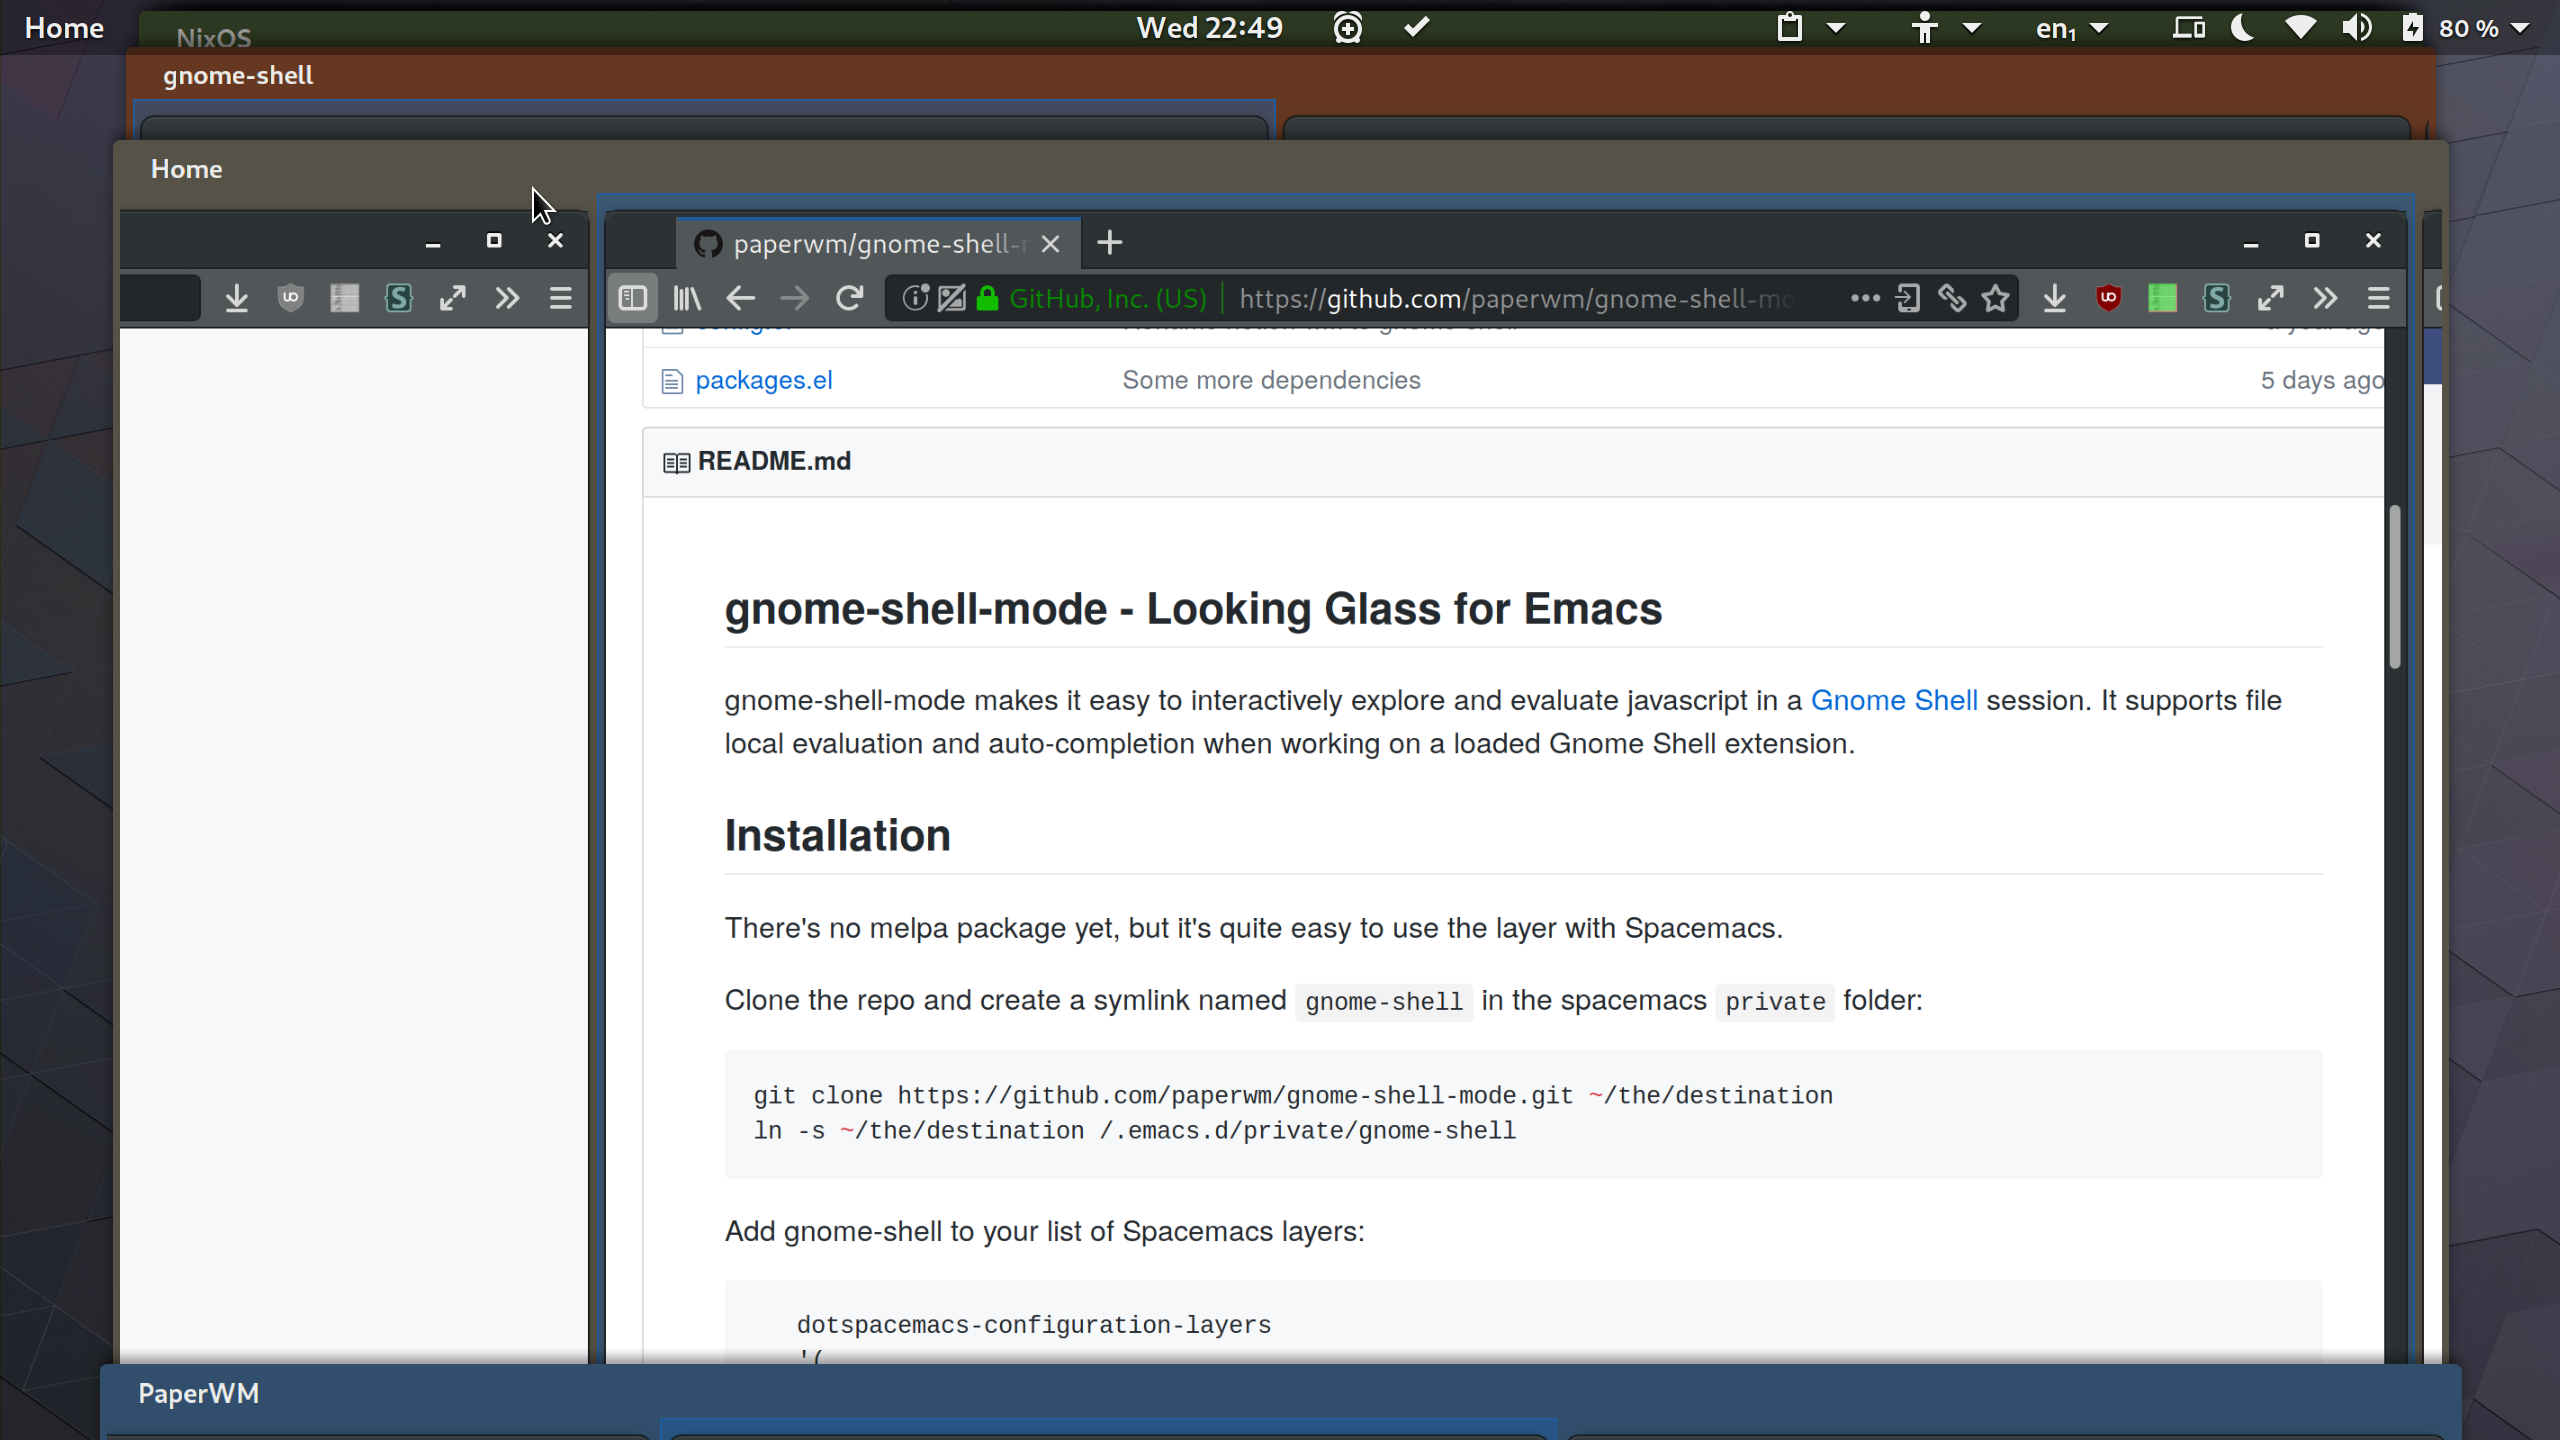 Home
NixOS
Wed 22:49
en₁
80 %
gnome-shell
Home
paperwm/gnome-shell-
GitHub, Inc. (US)
https://github.com/paperwm/gnome-shell-mo
packages.el
Some more dependencies
5 days ago
README.md
gnome-shell-mode - Looking Glass for Emacs
gnome-shell-mode makes it easy to interactively explore and evaluate javascript in a Gnome Shell session. It supports file
local evaluation and auto-completion when working on a loaded Gnome Shell extension.
Installation
There's no melpa package yet, but it's quite easy to use the layer with Spacemacs.
Clone the repo and create a symlink named gnome-shell in the spacemacs private folder:
git clone https://github.com/paperwm/gnome-shell-mode.git ~/the/destination
ln -s ~/the/destination /.emacs.d/private/gnome-shell
Add gnome-shell to your list of Spacemacs layers:
dotspacemacs-configuration-layers
'(
PaperWM